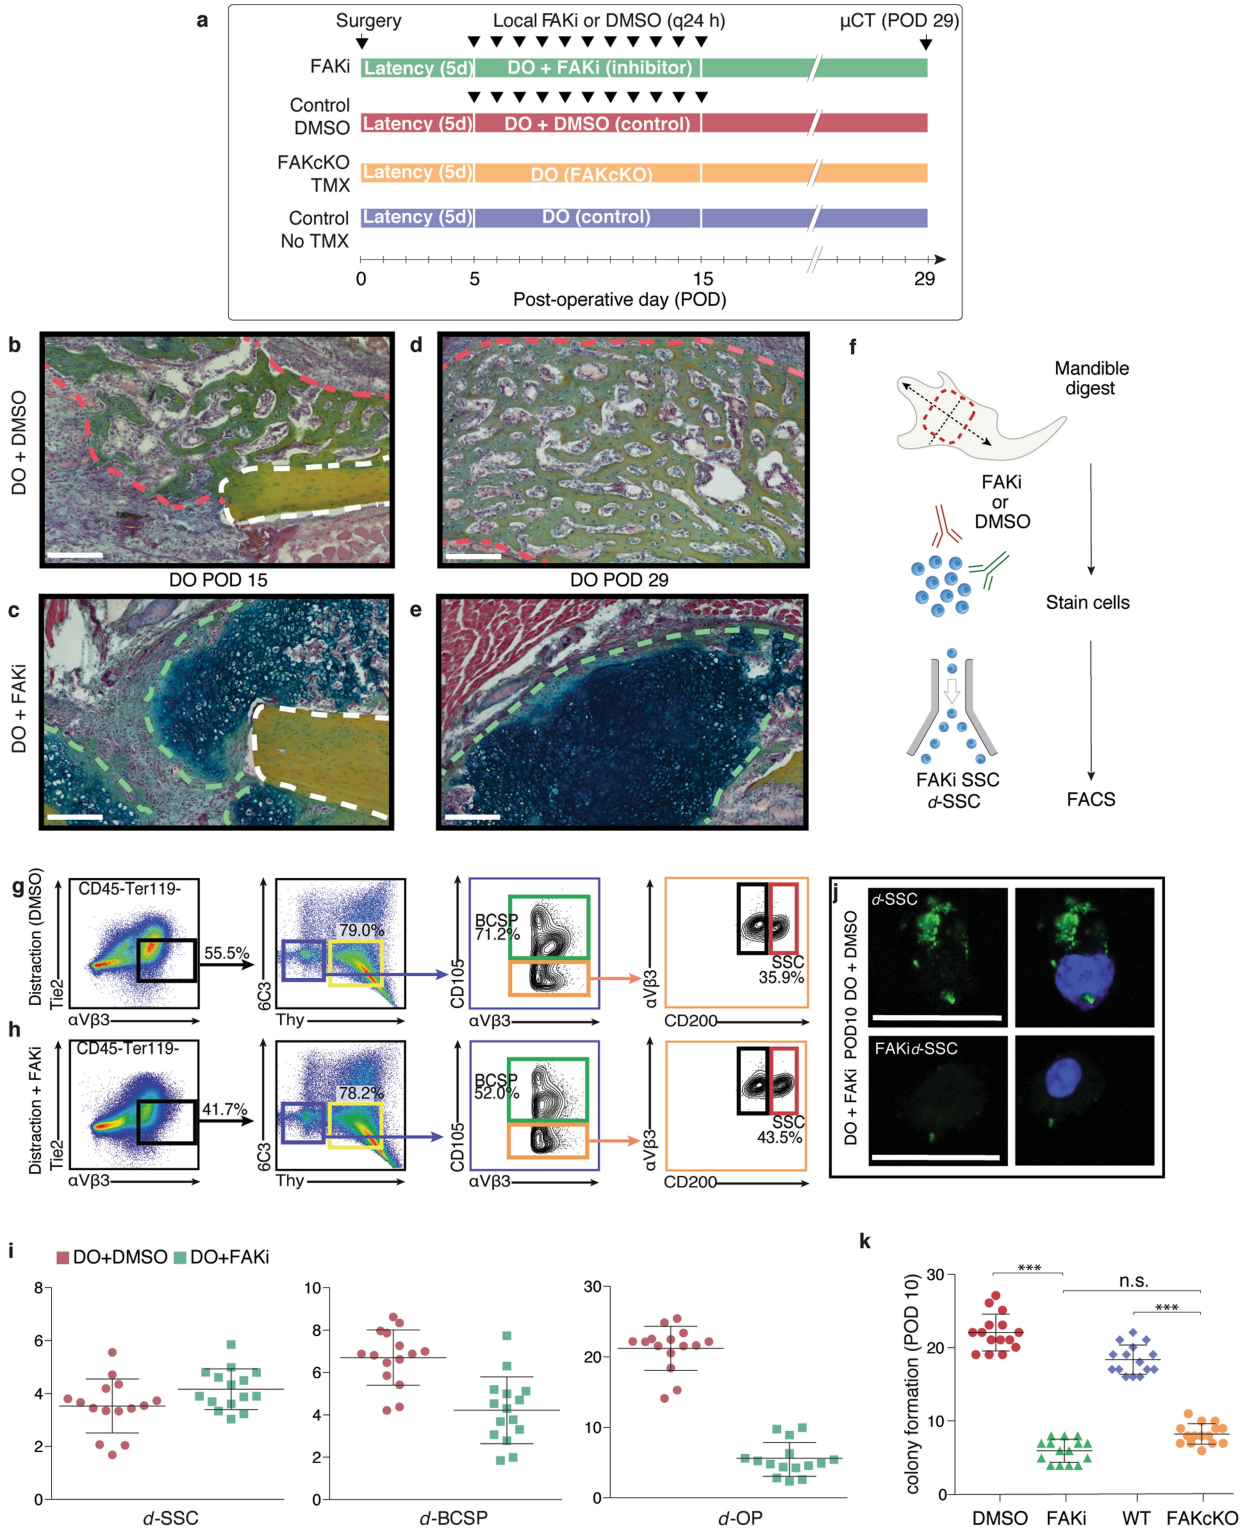 a
Surgery
Local FAKi or DMSO (q24 h)
µCT (POD 29)
FAKi
Latency (5d)
DO + FAKi (inhibitor)
Control
DMSO
Latency (5d)
DO + DMSO (control)
FAKcKO
TMX
Latency (5d)
DO (FAKcKO)
Control
No TMX
Latency (5d)
DO (control)
0
5
15
29
Post-operative day (POD)
b
DO + DMSO
d
DO POD 15
DO POD 29
c
DO + FAKi
e
f
Mandible
digest
FAKi
or
DMSO
Stain cells
FAKi SSC
d-SSC
FACS
g
Distraction (DMSO)
CD45-Ter119-
Tie2
αVβ3
55.5%
79.0%
6C3
Thy
BCSP
71.2%
CD105
αVβ3
SSC
35.9%
αVβ3
CD200
h
Distraction + FAKi
CD45-Ter119-
Tie2
αVβ3
41.7%
78.2%
6C3
Thy
BCSP
52.0%
CD105
αVβ3
SSC
43.5%
αVβ3
CD200
j
DO + FAKi POD10 DO + DMSO
d-SSC
FAKi d-SSC
i
DO+DMSO
DO+FAKi
8
6
4
2
0
d-SSC
10
8
6
4
2
0
d-BCSP
30
20
10
0
d-OP
k
colony formation (POD 10)
30
20
10
0
***
n.s.
***
DMSO
FAKi
WT
FAKcKO